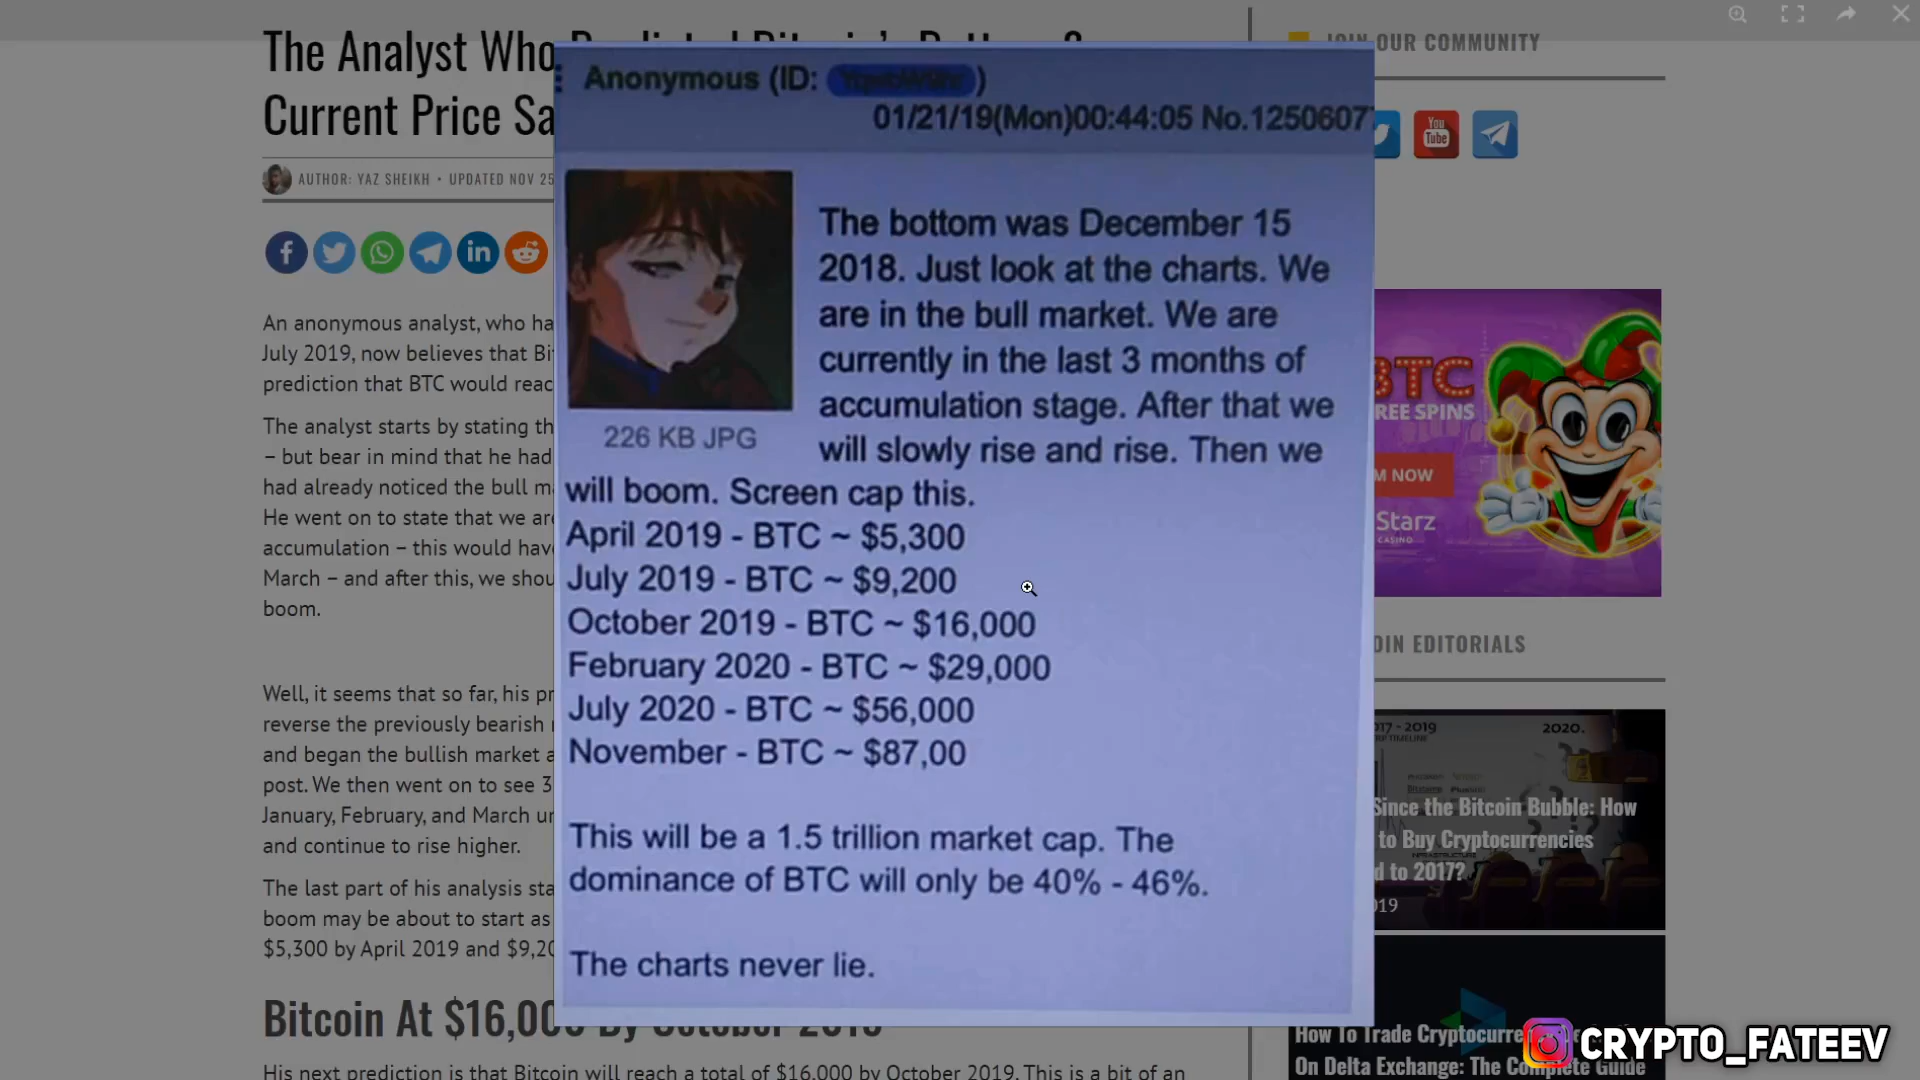 The Analyst Who
Current Price Sa
AUTHOR: YAZ SHEIKH • UPDATED NOV 25
An anonymous analyst, who ha
July 2019, now believes that Bi
prediction that BTC would reac
The analyst starts by stating th
– but bear in mind that he had
had already noticed the bull m
He went on to state that we are
accumulation – this would have
March – and after this, we shou
boom.
Well, it seems that so far, his pr
reverse the previously bearish
and began the bullish market a
post. We then went on to see 3
January, February, and March un
and continue to rise higher.
The last part of his analysis sta
boom may be about to start as
$5,300 by April 2019 and $9,20
Bitcoin At $16,000 By October 2019
His next prediction is that Bitcoin will reach a total of $16,000 by October 2019. This is a bit of an
Anonymous (ID: )
01/21/19(Mon)00:44:05 No.1250607
The bottom was December 15
2018. Just look at the charts. We
are in the bull market. We are
currently in the last 3 months of
accumulation stage. After that we
will slowly rise and rise. Then we
226 KB JPG
will boom. Screen cap this.
April 2019 - BTC ~ $5,300
July 2019 - BTC ~ $9,200
October 2019 - BTC ~ $16,000
February 2020 - BTC ~ $29,000
July 2020 - BTC ~ $56,000
November - BTC ~ $87,00
This will be a 1.5 trillion market cap. The
dominance of BTC will only be 40% - 46%.
The charts never lie.
JOIN OUR COMMUNITY
You
Tube
BTC
FREE SPINS
M NOW
Starz
CASINO
OIN EDITORIALS
17 - 2019
TIMELINE
2020.
Since the Bitcoin Bubble: How
to Buy Cryptocurrencies
d to 2017?
019
How To Trade Cryptocurre
On Delta Exchange: The Complete Guide
CRYPTO_FATEEV